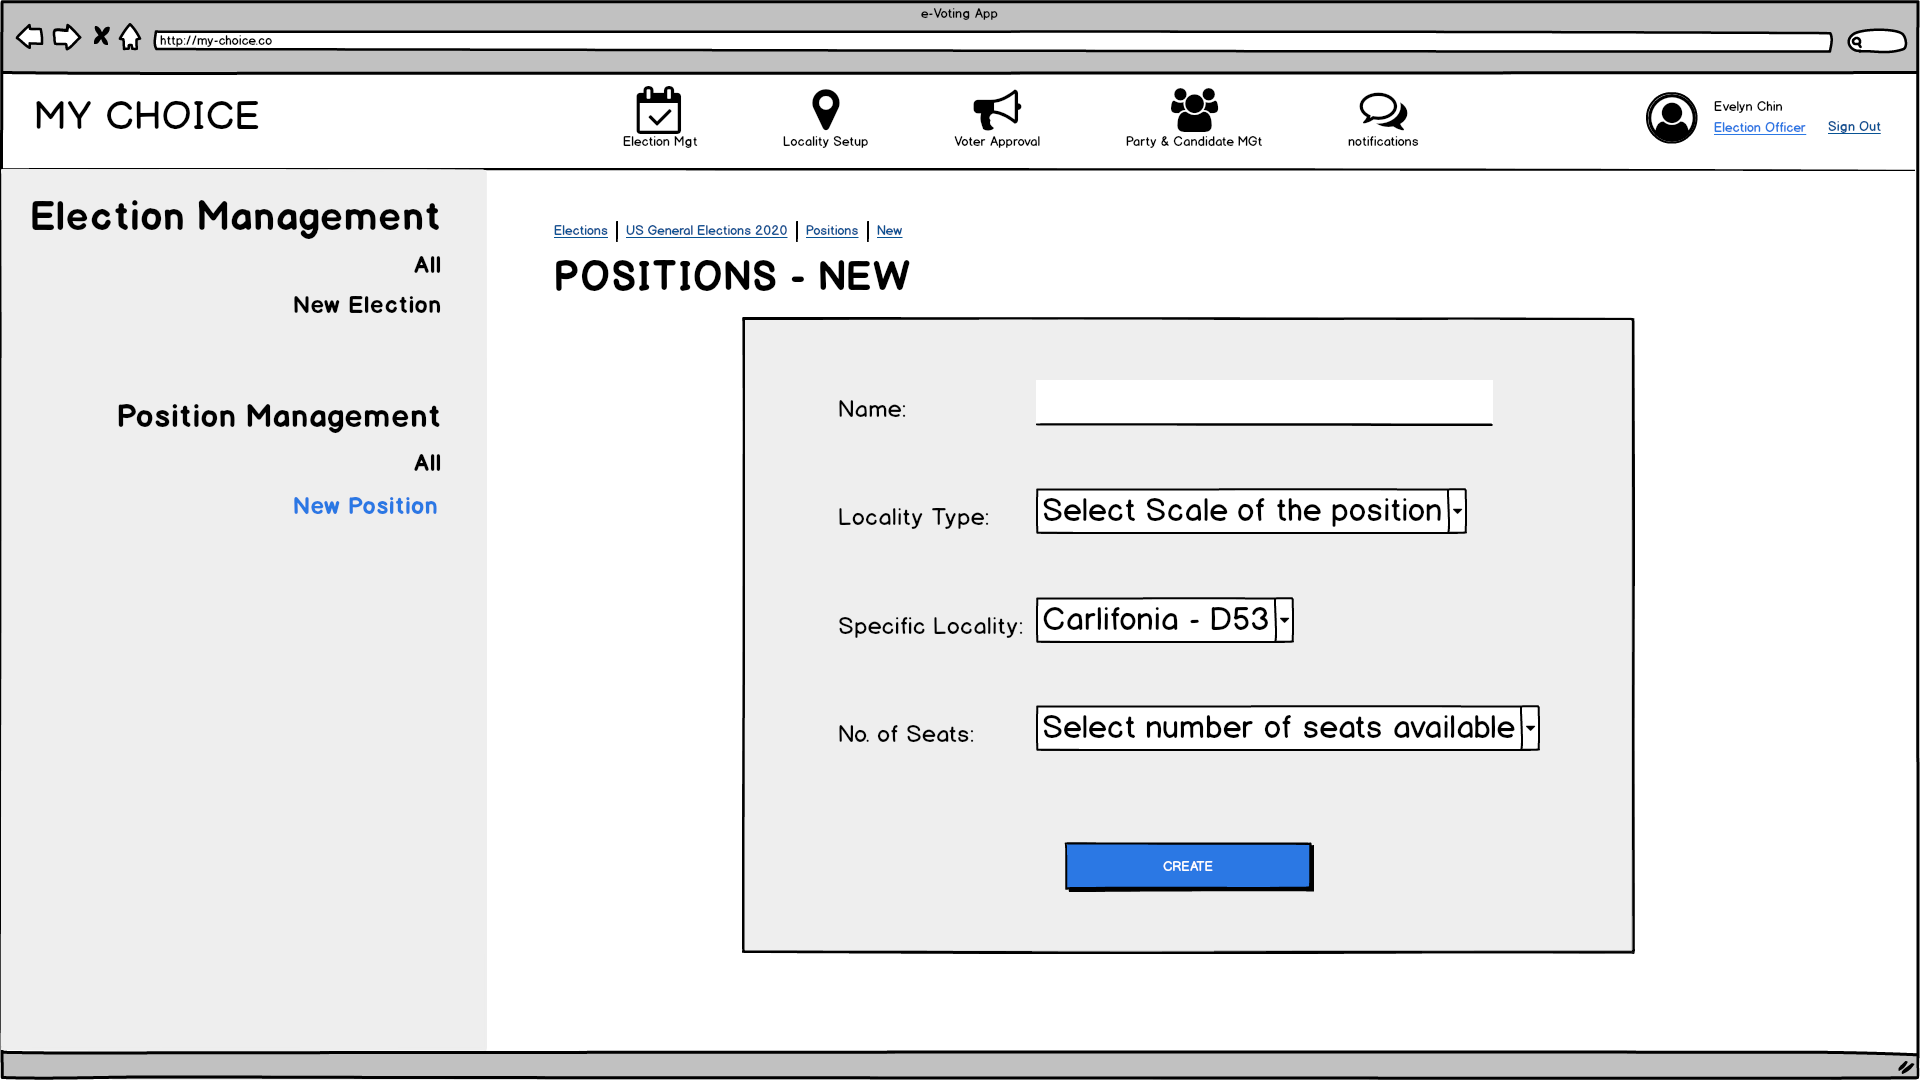 e-Voting App
http://my-choice.co
MY CHOICE
Election Mgt
Locality Setup
Voter Approval
Party & Candidate MGt
notifications
Evelyn Chin
Election Officer
Sign Out
Election Management
All
New Election
Position Management
All
New Position
Elections | US General Elections 2020 | Positions | New
POSITIONS - NEW
Name:
Locality Type: Select Scale of the position
Specific Locality: Carlifonia - D53
No. of Seats: Select number of seats available
CREATE